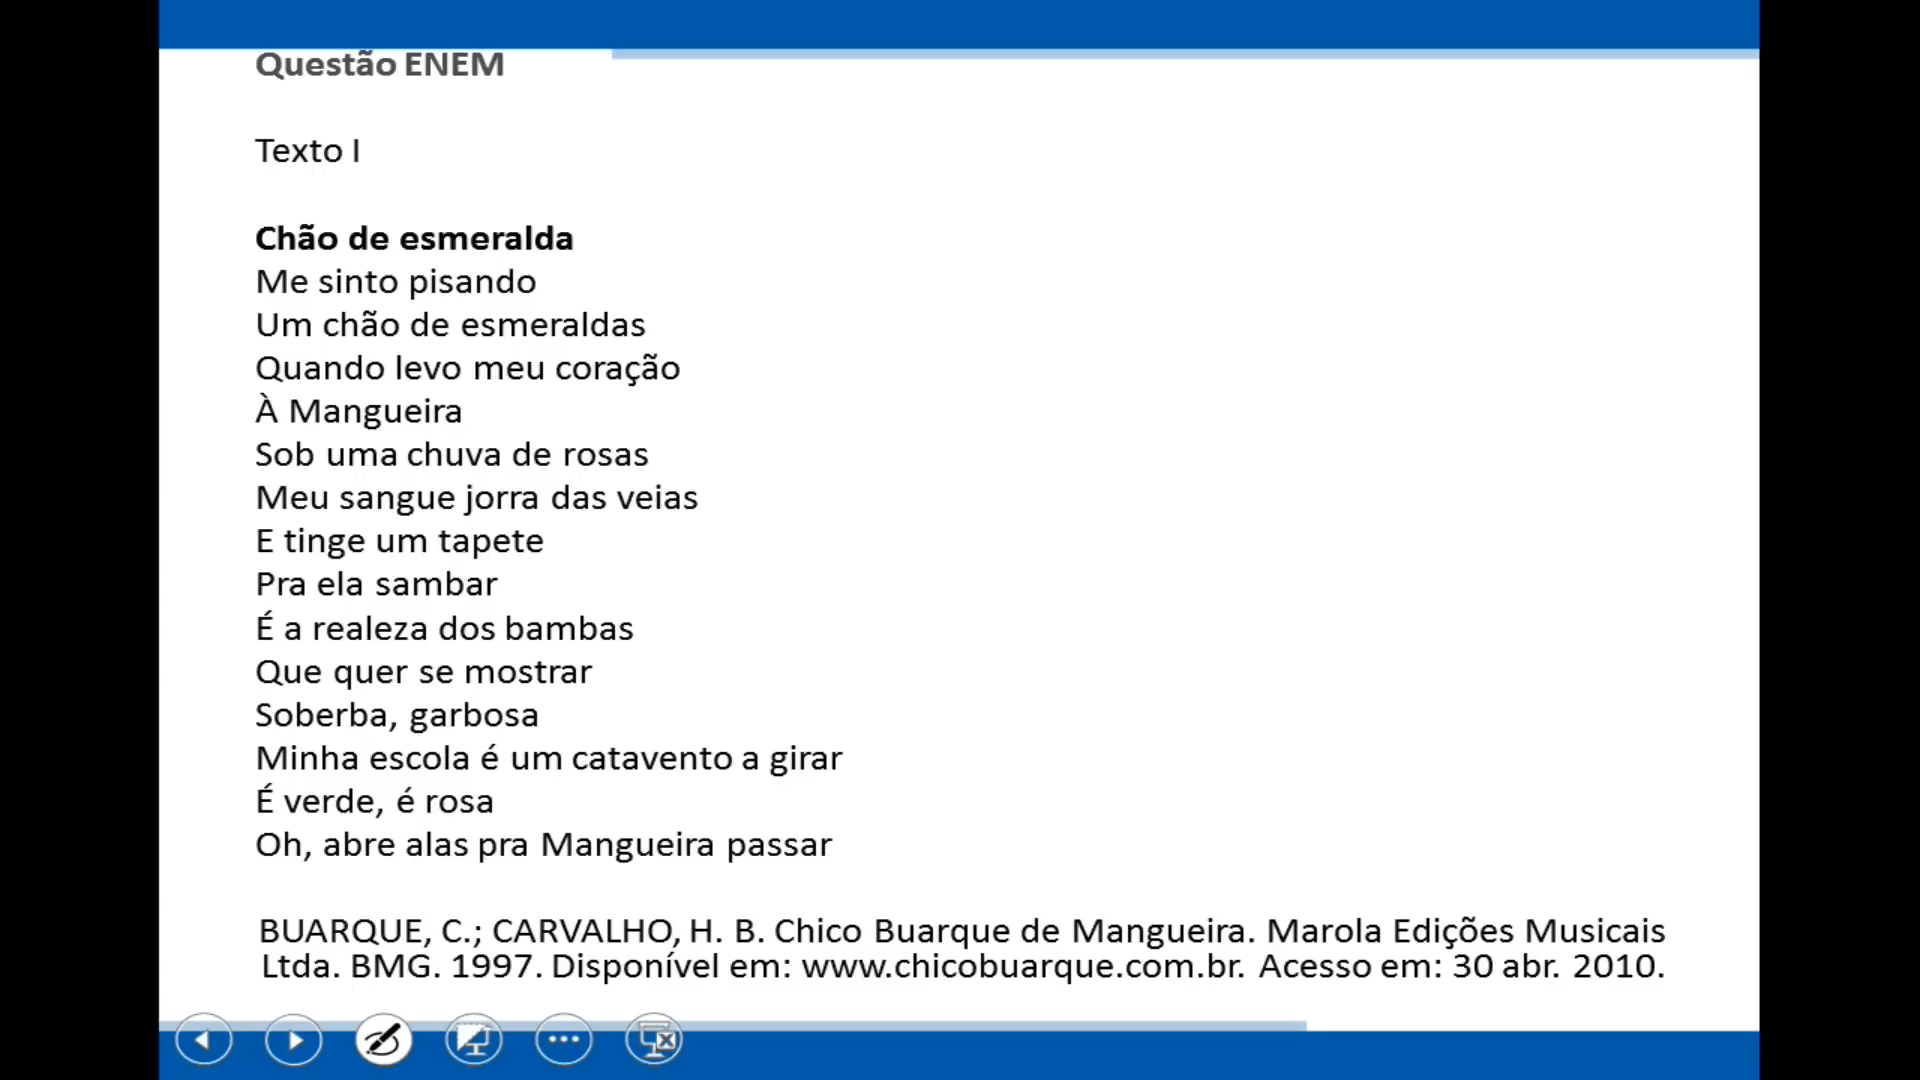 Questão ENEM
Texto I
Chão de esmeralda
Me sinto pisando
Um chão de esmeraldas
Quando levo meu coração
À Mangueira
Sob uma chuva de rosas
Meu sangue jorra das veias
E tinge um tapete
Pra ela sambar
É a realeza dos bambas
Que quer se mostrar
Soberba, garbosa
Minha escola é um catavento a girar
É verde, é rosa
Oh, abre alas pra Mangueira passar
BUARQUE, C.; CARVALHO, H. B. Chico Buarque de Mangueira. Marola Edições Musicais
Ltda. BMG. 1997. Disponível em: www.chicobuarque.com.br. Acesso em: 30 abr. 2010.